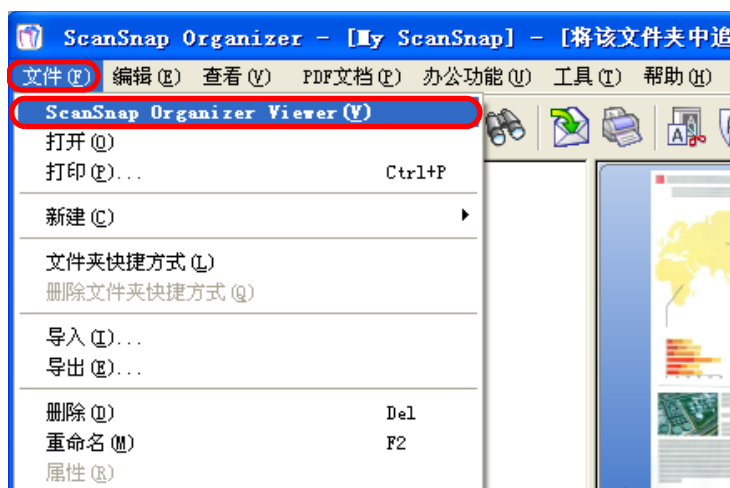 ScanSnap Organizer - [My ScanSnap] - [将该文件夹中追
文件(F) 编辑(E) 查看(V) PDF文档(P) 办公功能(U) 工具(T) 帮助(H)
ScanSnap Organizer Viewer(V)
打开(O)
打印(P)... Ctrl+P
新建(C)
文件夹快捷方式(L)
册除文件夹快捷方式(Q)
导入(I)...
导出(E)...
删除(D) Del
重命名(M) F2
属性(R)
A